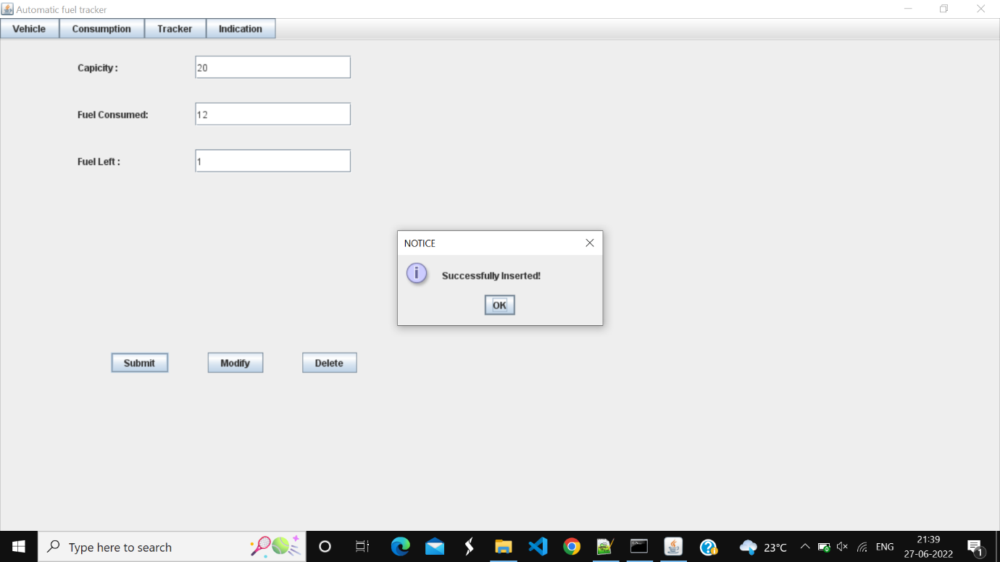 Automatic fuel tracker
Vehicle Consumption Tracker Indication
Capicity : 20
Fuel Consumed: 12
Fuel Left : 1
NOTICE
i Successfully Inserted!
OK
Submit Modify Delete
Type here to search 23°C ENG 21:39
27-06-2022 1